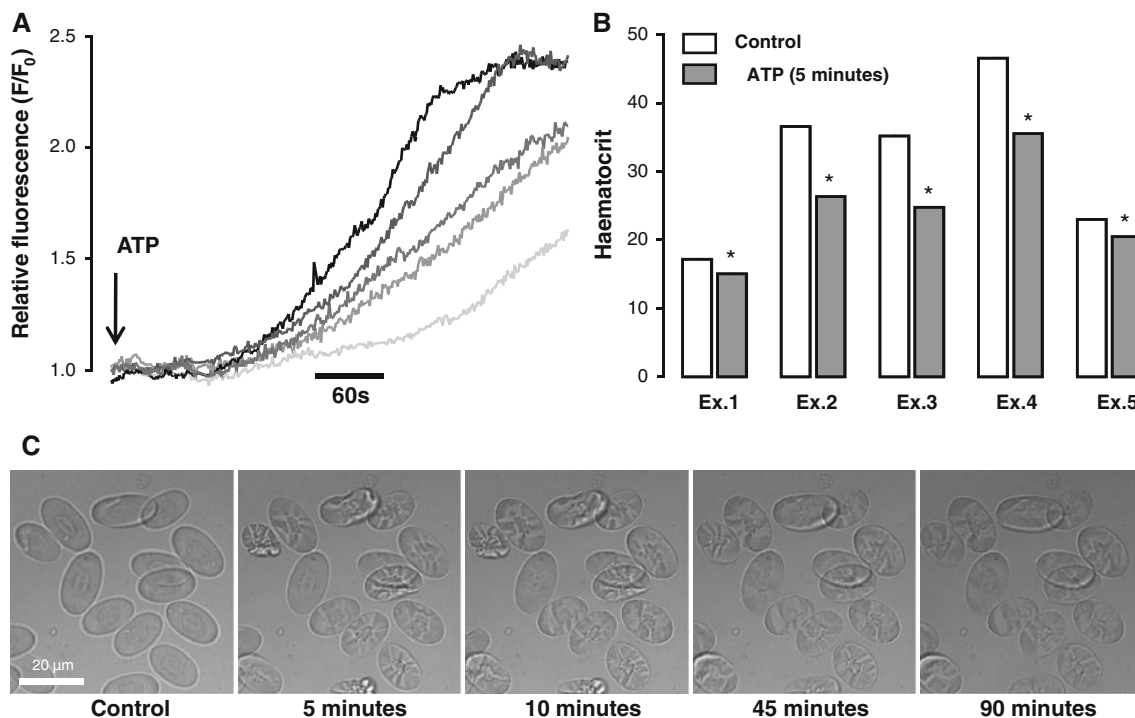 A
Relative fluorescence (F/F0)
2.5
2.0
1.5
1.0
ATP
60s
B
Haematocrit
50
40
30
20
10
0
Control
ATP (5 minutes)
*
*
*
*
*
Ex.1
Ex.2
Ex.3
Ex.4
Ex.5
C
20 µm
Control
5 minutes
10 minutes
45 minutes
90 minutes